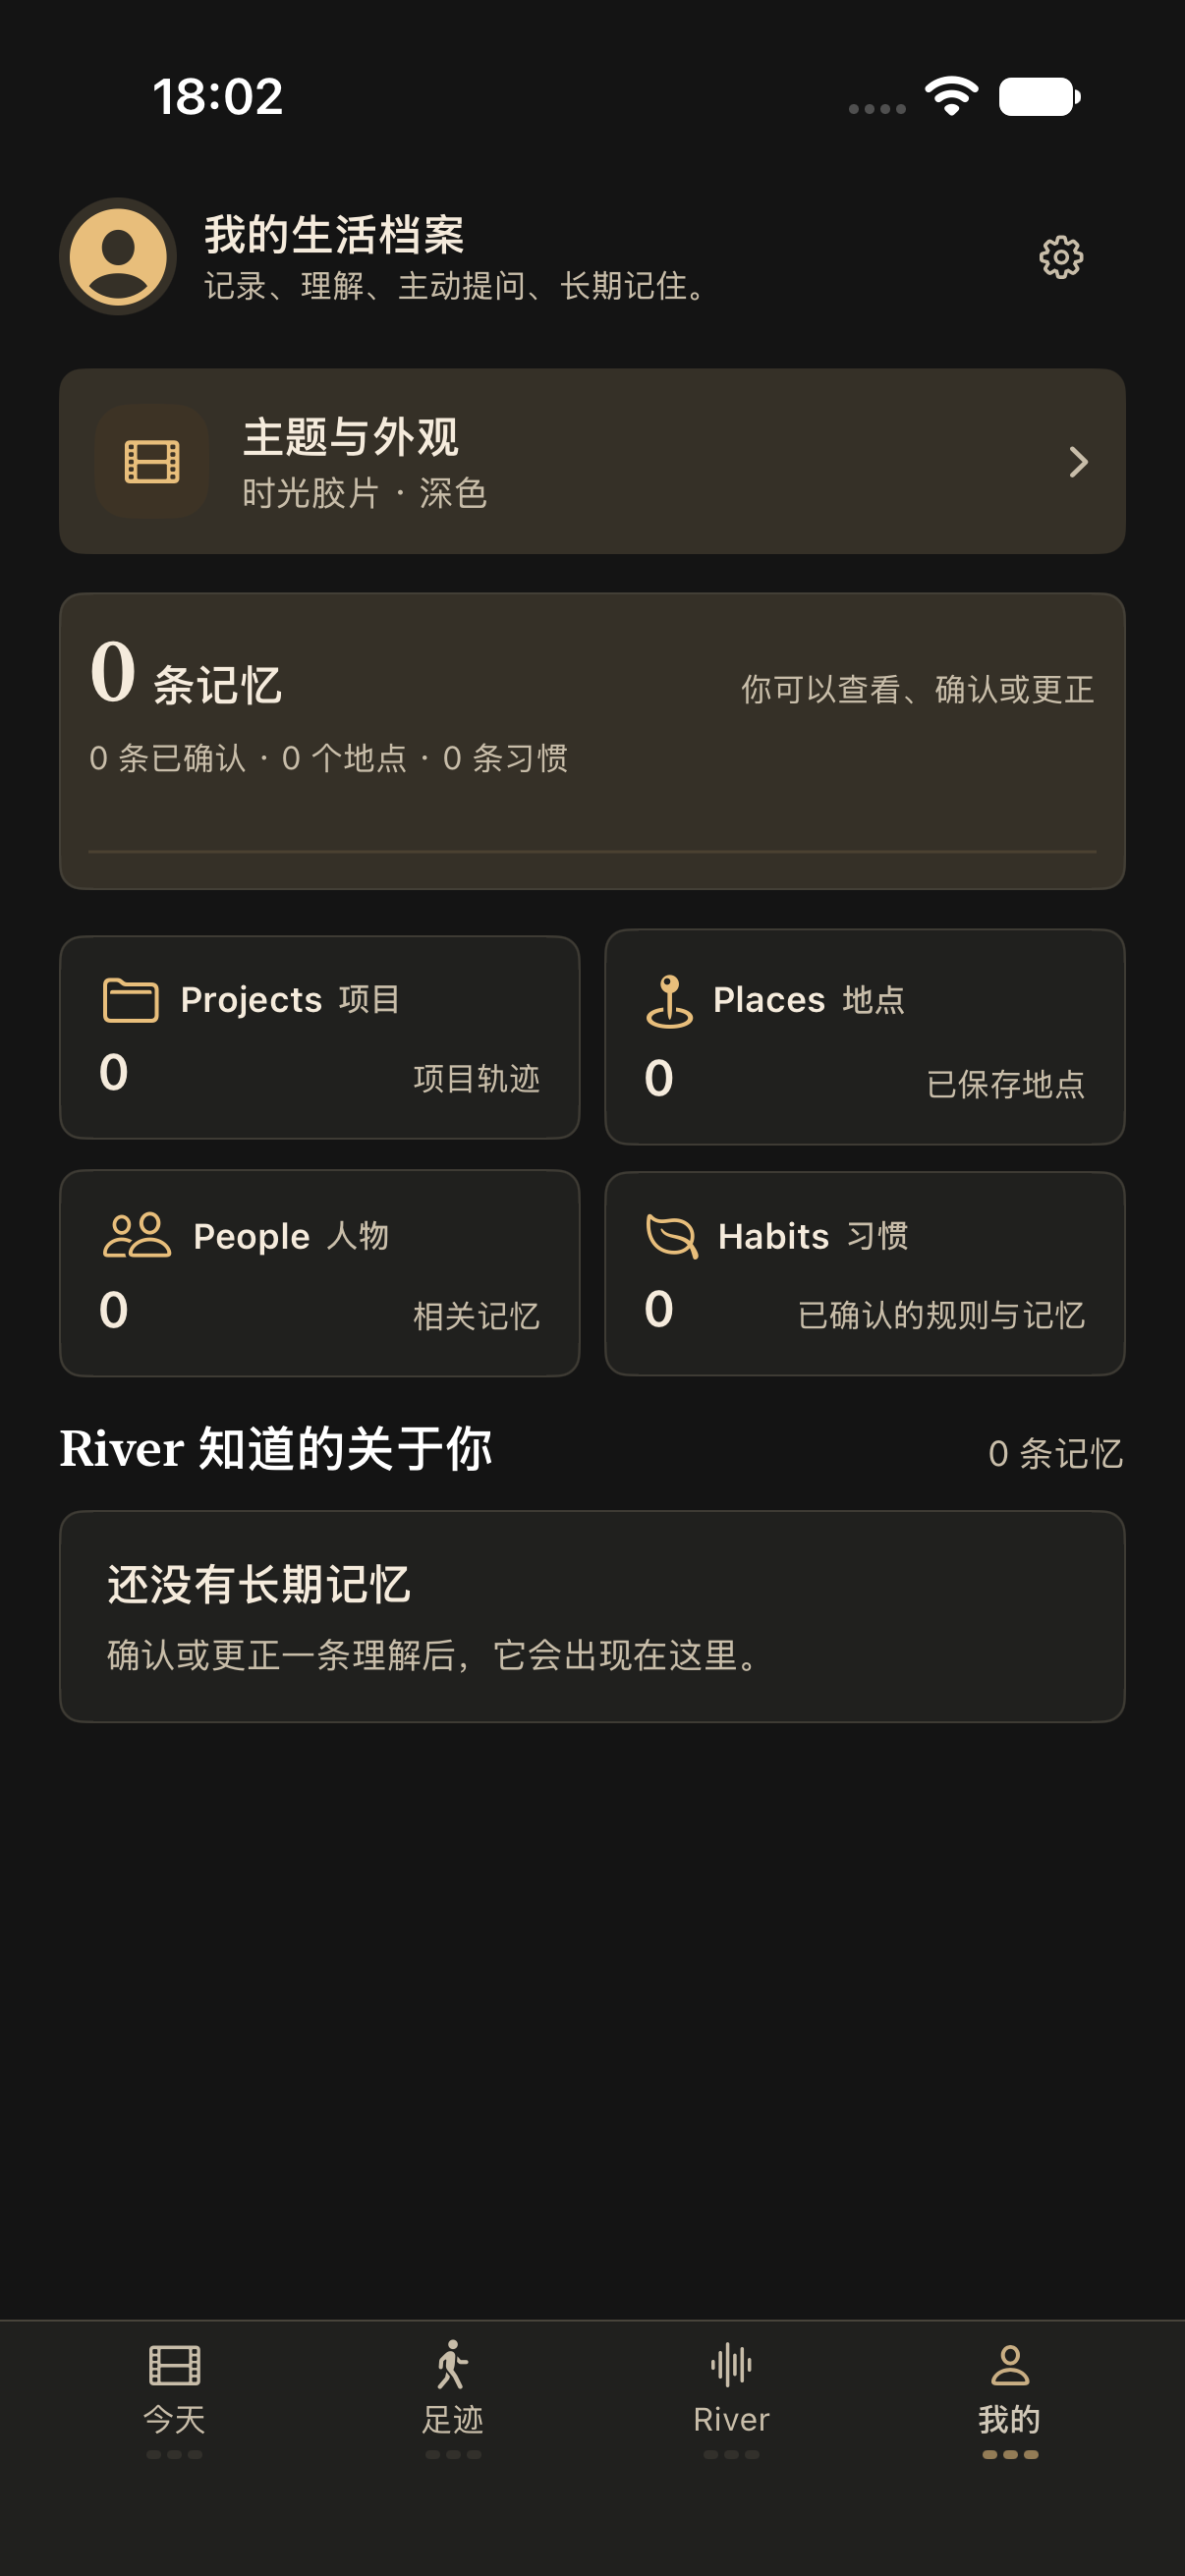 18:02
我的生活档案
记录、理解、主动提问、长期记住。
主题与外观
时光胶片 · 深色
0 条记忆 你可以查看、确认或更正
0 条已确认 · 0 个地点 · 0 条习惯
Projects 项目
0 项目轨迹
Places 地点
0 已保存地点
People 人物
0 相关记忆
Habits 习惯
0 已确认的规则与记忆
River 知道的关于你 0 条记忆
还没有长期记忆
确认或更正一条理解后，它会出现在这里。
今天 足迹 River 我的